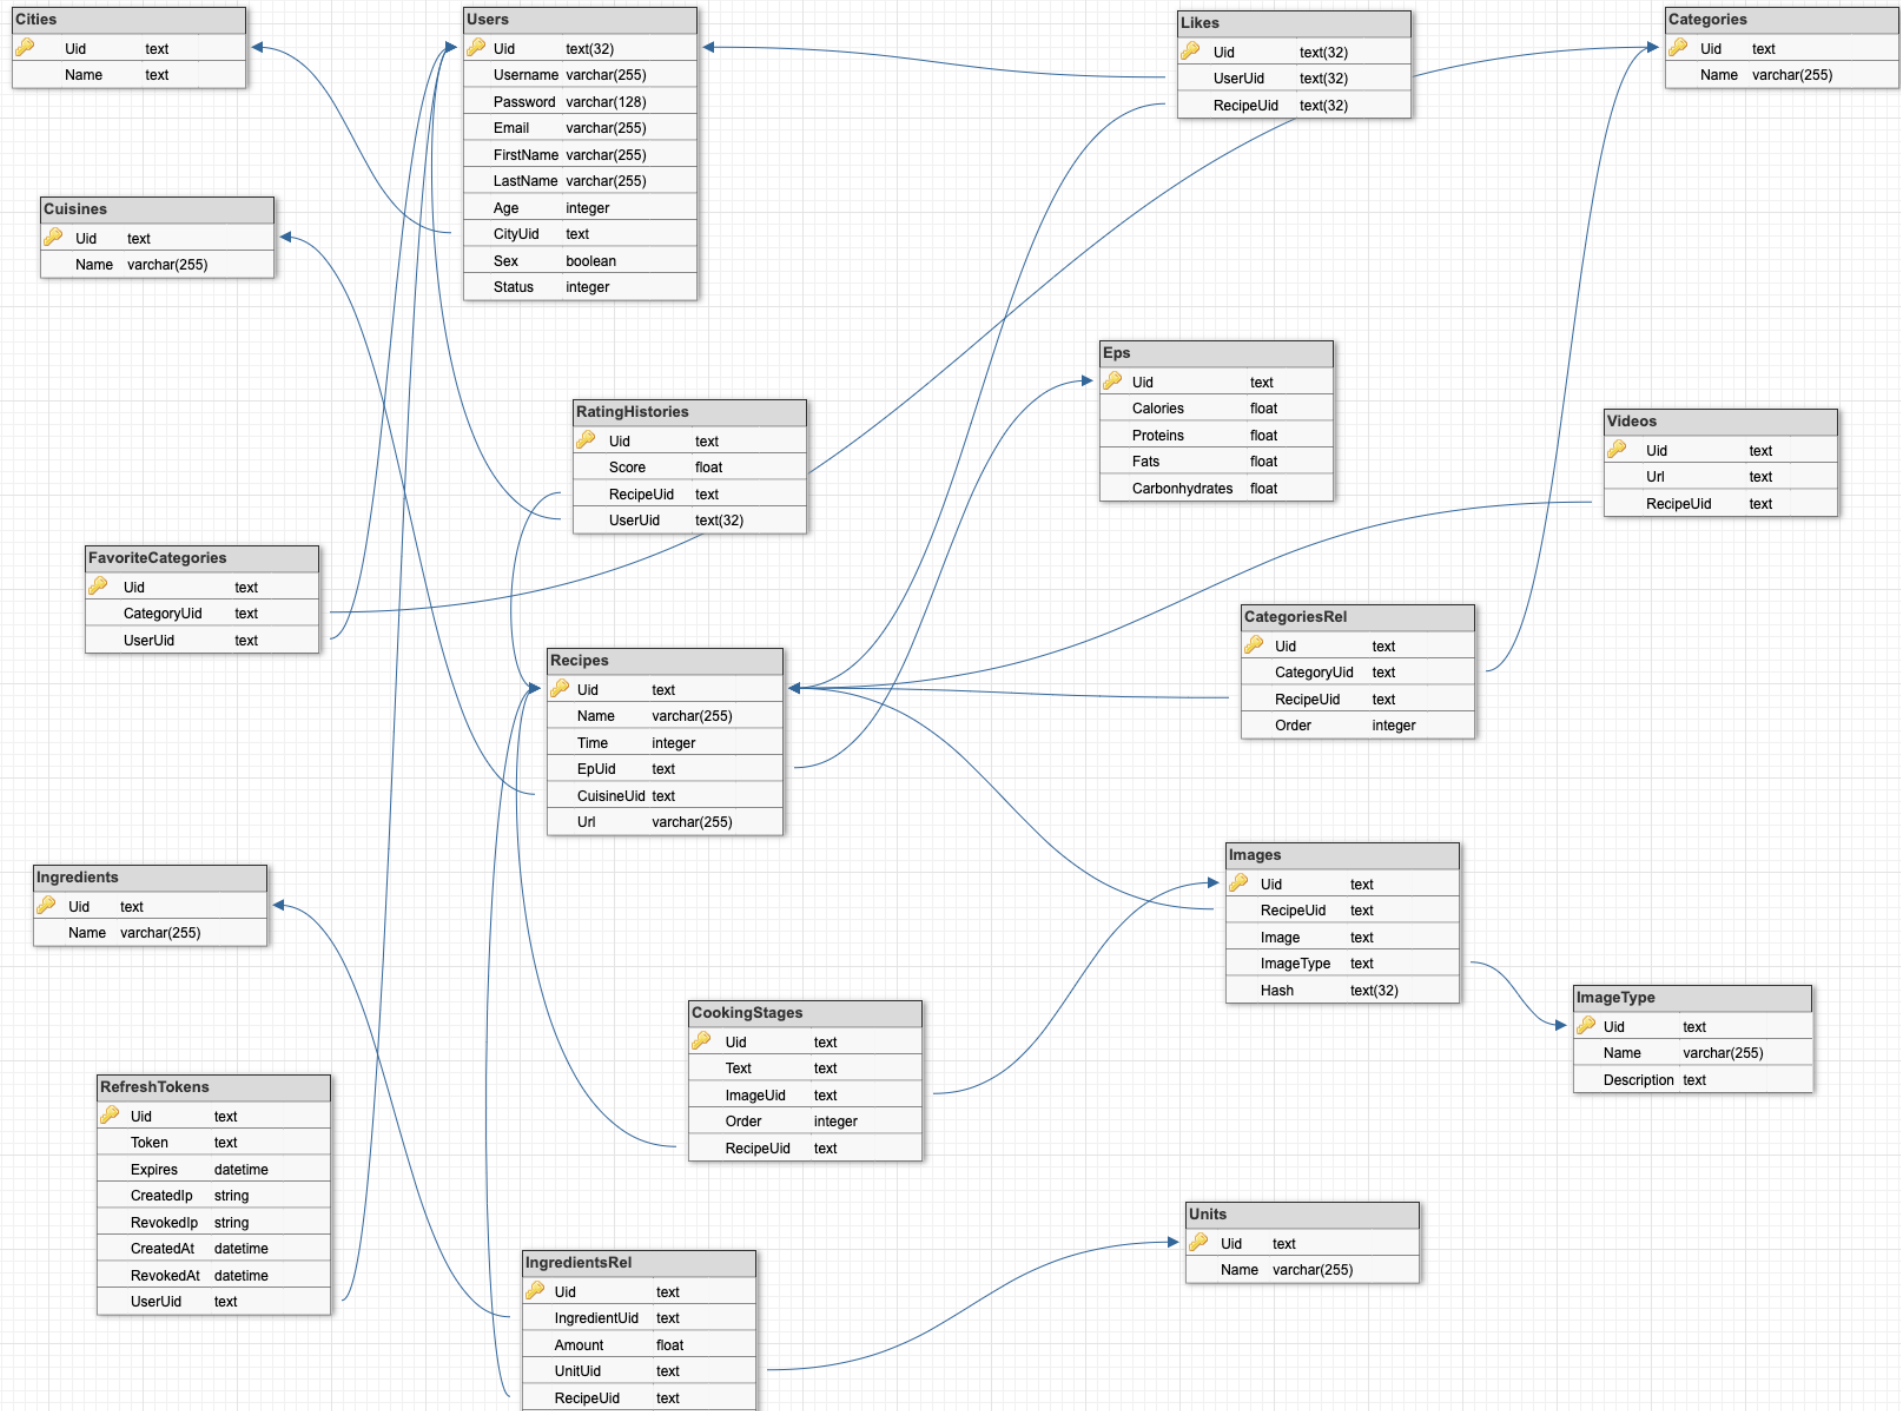 Cities
Uid text
Name text
Users
Uid text(32)
Username varchar(255)
Password varchar(128)
Email varchar(255)
FirstName varchar(255)
LastName varchar(255)
Age integer
CityUid text
Sex boolean
Status integer
Likes
Uid text(32)
UserUid text(32)
RecipeUid text(32)
Categories
Uid text
Name varchar(255)
Cuisines
Uid text
Name varchar(255)
Eps
Uid text
Calories float
Proteins float
Fats float
Carbonhydrates float
RatingHistories
Uid text
Score float
RecipeUid text
UserUid text(32)
Videos
Uid text
Url text
RecipeUid text
FavoriteCategories
Uid text
CategoryUid text
UserUid text
CategoriesRel
Uid text
CategoryUid text
RecipeUid text
Order integer
Recipes
Uid text
Name varchar(255)
Time integer
EpUid text
CuisineUid text
Url varchar(255)
Images
Uid text
RecipeUid text
Image text
ImageType text
Hash text(32)
Ingredients
Uid text
Name varchar(255)
ImageType
Uid text
Name varchar(255)
Description text
CookingStages
Uid text
Text text
ImageUid text
Order integer
RecipeUid text
RefreshTokens
Uid text
Token text
Expires datetime
CreatedIp string
RevokedIp string
CreatedAt datetime
RevokedAt datetime
UserUid text
Units
Uid text
Name varchar(255)
IngredientsRel
Uid text
IngredientUid text
Amount float
UnitUid text
RecipeUid text